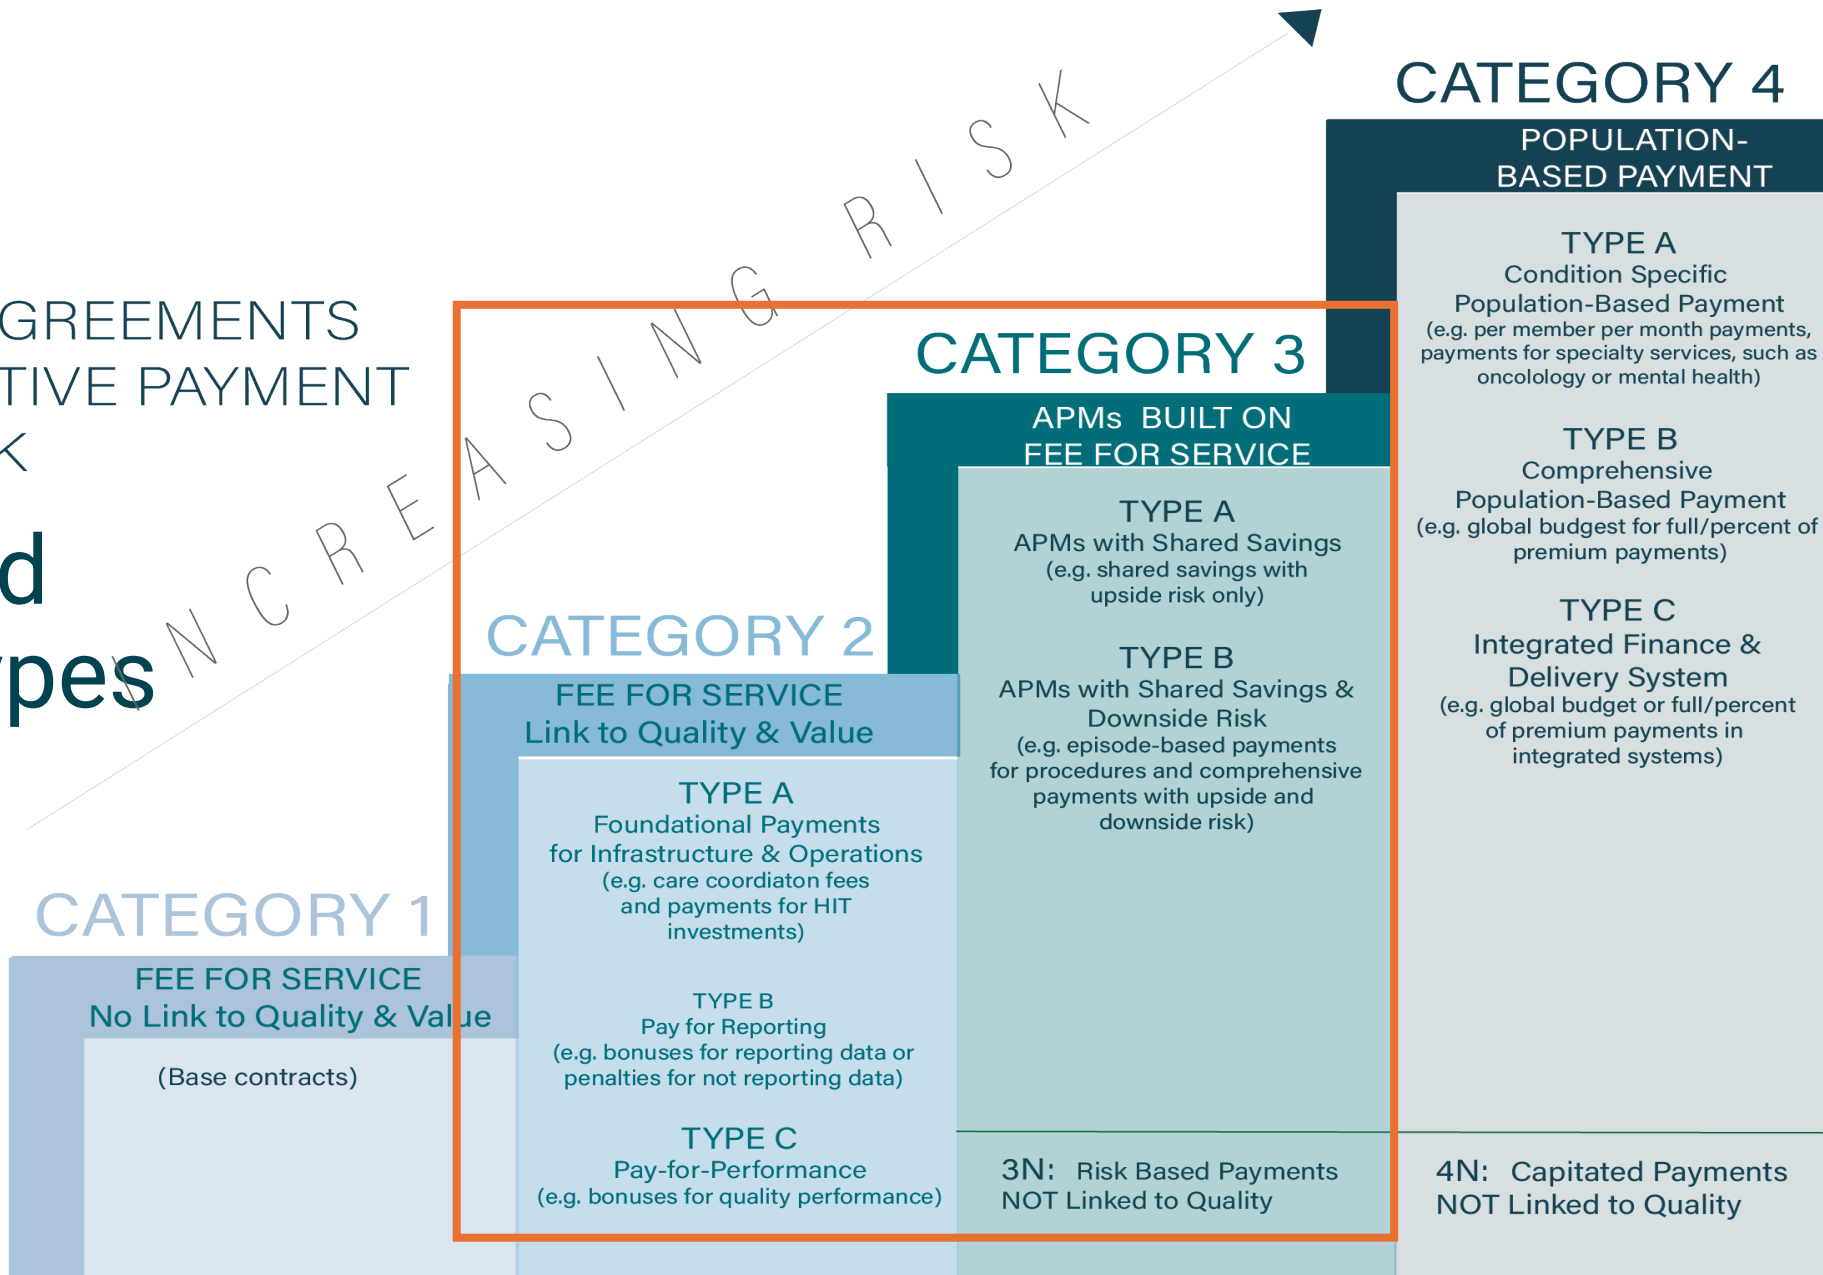 GREEMENTS
TIVE PAYMENT
K
d
ypes
INCREASING RISK
CATEGORY 1
FEE FOR SERVICE
No Link to Quality & Value
(Base contracts)
CATEGORY 2
FEE FOR SERVICE
Link to Quality & Value
TYPE A
Foundational Payments
for Infrastructure & Operations
(e.g. care coordiaton fees
and payments for HIT
investments)
TYPE B
Pay for Reporting
(e.g. bonuses for reporting data or
penalties for not reporting data)
TYPE C
Pay-for-Performance
(e.g. bonuses for quality performance)
CATEGORY 3
APMs BUILT ON
FEE FOR SERVICE
TYPE A
APMs with Shared Savings
(e.g. shared savings with
upside risk only)
TYPE B
APMs with Shared Savings &
Downside Risk
(e.g. episode-based payments
for procedures and comprehensive
payments with upside and
downside risk)
3N: Risk Based Payments
NOT Linked to Quality
CATEGORY 4
POPULATION-
BASED PAYMENT
TYPE A
Condition Specific
Population-Based Payment
(e.g. per member per month payments,
payments for specialty services, such as
oncolology or mental health)
TYPE B
Comprehensive
Population-Based Payment
(e.g. global budgest for full/percent of
premium payments)
TYPE C
Integrated Finance &
Delivery System
(e.g. global budget or full/percent
of premium payments in
integrated systems)
4N: Capitated Payments
NOT Linked to Quality